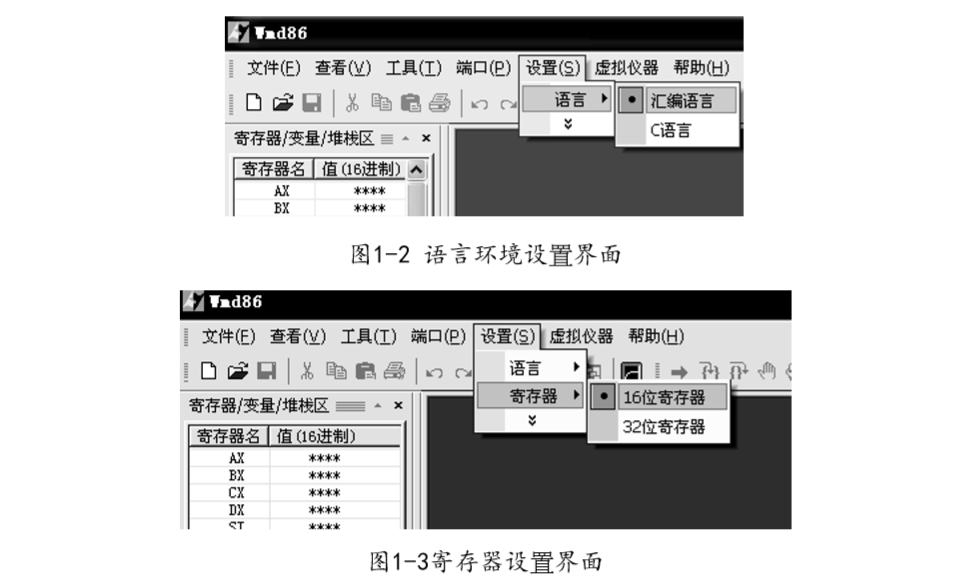 Wmd86
文件(F) 查看(V) 工具(T) 端口(P) 设置(S) 虚拟仪器 帮助(H)
语言 汇编语言
C语言
寄存器/变量/堆栈区
寄存器名 值(16进制)
AX ****
BX ****
图1-2 语言环境设置界面
Wmd86
文件(F) 查看(V) 工具(T) 端口(P) 设置(S) 虚拟仪器 帮助(H)
语言
寄存器 16位寄存器
32位寄存器
寄存器/变量/堆栈区
寄存器名 值(16进制)
AX ****
BX ****
CX ****
DX ****
SI ****
图1-3寄存器设置界面